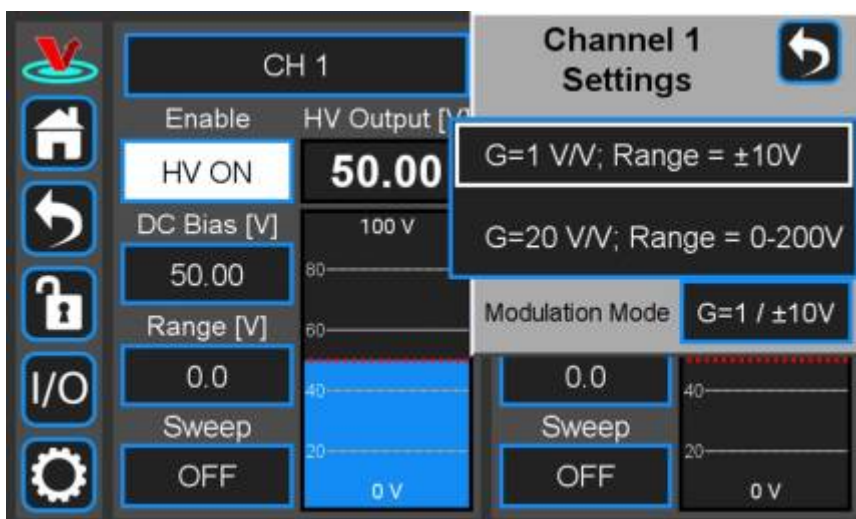 CH 1
Enable
HV Output [V]
HV ON
50.00
DC Bias [V]
50.00
Range [V]
0.0
Sweep
OFF
100 V
80
60
40
20
0 V
Channel 1
Settings
G=1 V/V; Range = ±10V
G=20 V/V; Range = 0-200V
Modulation Mode
G=1 / ±10V
0.0
Sweep
OFF
40
20
0 V
I/O